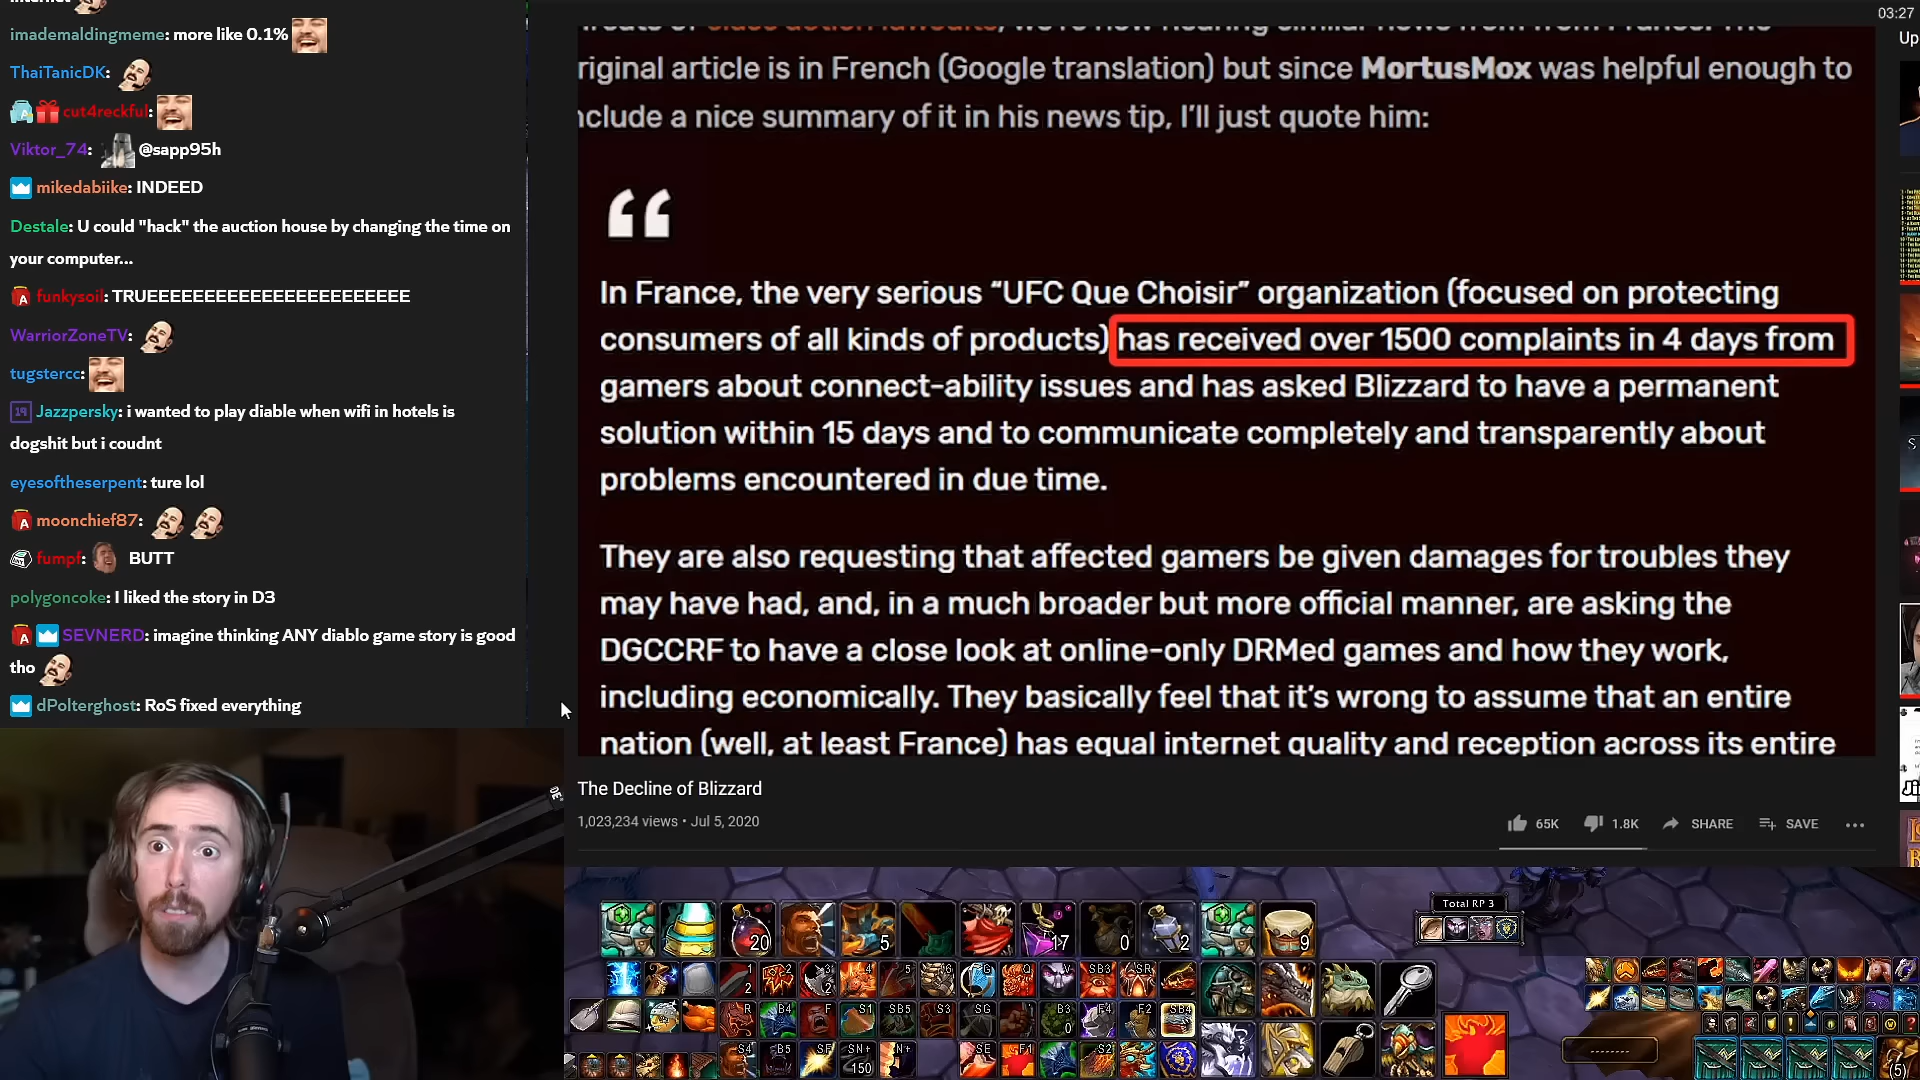 imademaldingmeme: more like 0.1%
ThaiTanicDK:
cut4reckful:
Viktor_74: @sapp95h
mikedabiike: INDEED
Destale: U could "hack" the auction house by changing the time on
your computer...
funkysoil: TRUEEEEEEEEEEEEEEEEEEEEEEE
WarriorZoneTV:
tugstercc:
Jazzpersky: i wanted to play diable when wifi in hotels is
dogshit but i coudnt
eyesoftheserpent: ture lol
moonchief87:
fumpf: BUTT
polygoncoke: I liked the story in D3
SEVNERD: imagine thinking ANY diablo game story is good
tho
dPolterghost: RoS fixed everything
03:27
Up
riginal article is in French (Google translation) but since MortusMox was helpful enough to
nclude a nice summary of it in his news tip, I'll just quote him:
“
In France, the very serious “UFC Que Choisir” organization (focused on protecting
consumers of all kinds of products) has received over 1500 complaints in 4 days from
gamers about connect-ability issues and has asked Blizzard to have a permanent
solution within 15 days and to communicate completely and transparently about
problems encountered in due time.
They are also requesting that affected gamers be given damages for troubles they
may have had, and, in a much broader but more official manner, are asking the
DGCCRF to have a close look at online-only DRMed games and how they work,
including economically. They basically feel that it's wrong to assume that an entire
nation (well, at least France) has equal internet quality and reception across its entire
The Decline of Blizzard
1,023,234 views • Jul 5, 2020
65K 1.8K SHARE SAVE
Total RP 3
20 5 17 0 2 9
(5)